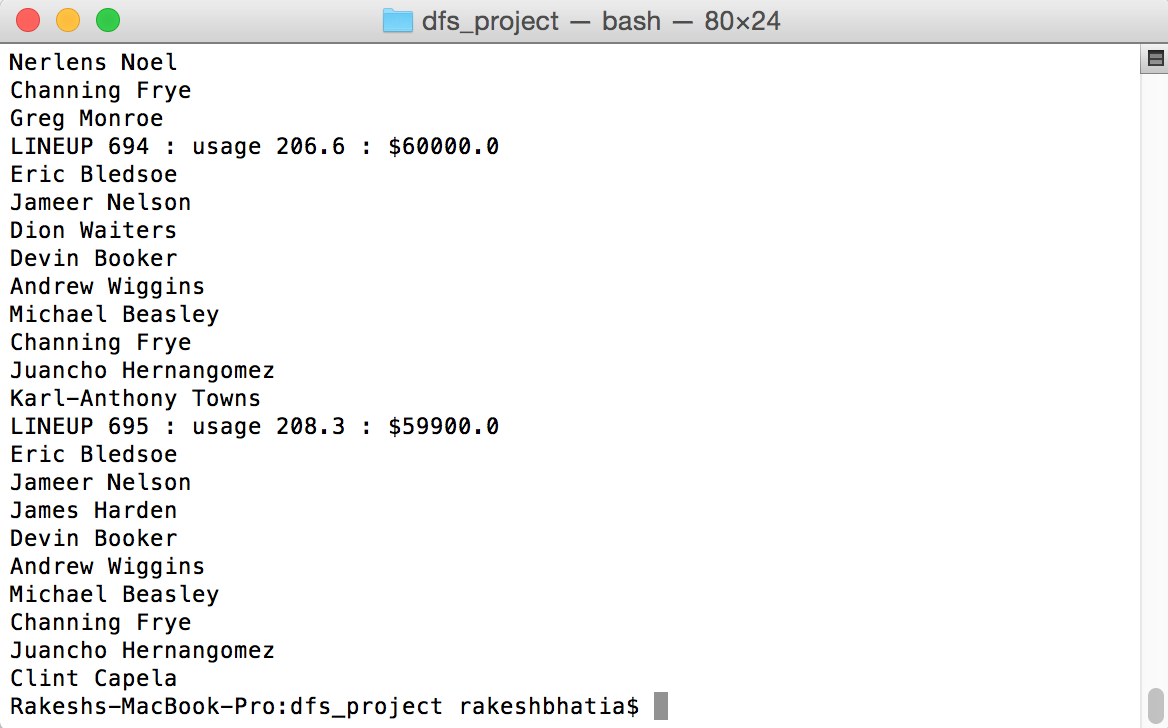 dfs_project — bash — 80×24
Nerlens Noel
Channing Frye
Greg Monroe
LINEUP 694 : usage 206.6 : $60000.0
Eric Bledsoe
Jameer Nelson
Dion Waiters
Devin Booker
Andrew Wiggins
Michael Beasley
Channing Frye
Juancho Hernangomez
Karl-Anthony Towns
LINEUP 695 : usage 208.3 : $59900.0
Eric Bledsoe
Jameer Nelson
James Harden
Devin Booker
Andrew Wiggins
Michael Beasley
Channing Frye
Juancho Hernangomez
Clint Capela
Rakeshs-MacBook-Pro:dfs_project rakeshbhatia$